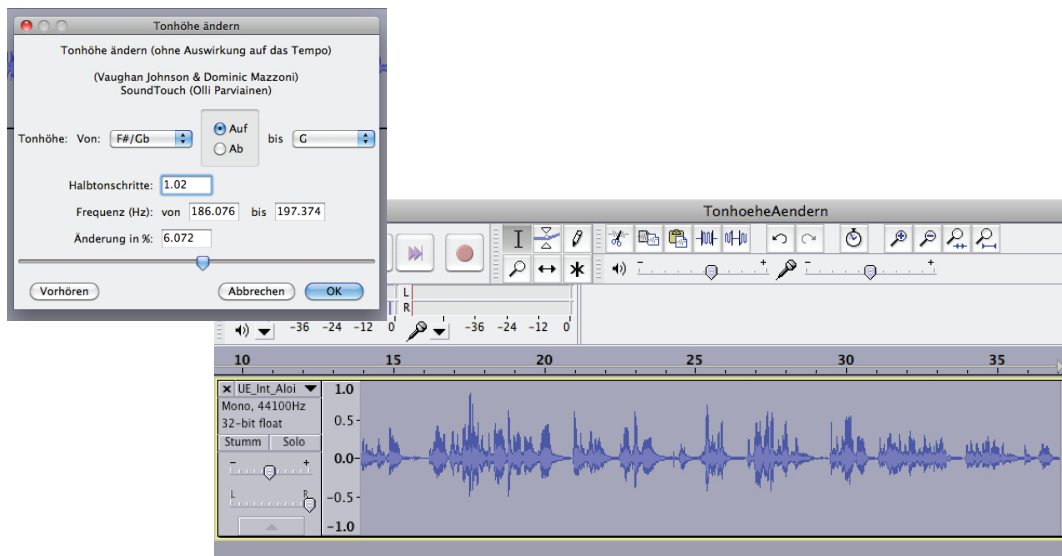 Tonhöhe ändern
Tonhöhe ändern (ohne Auswirkung auf das Tempo)
(Vaughan Johnson & Dominic Mazzoni)
SoundTouch (Olli Parviainen)
Tonhöhe: Von: F#/Gb Auf bis G
Ab
Halbtonschritte: 1.02
Frequenz (Hz): von 186.076 bis 197.374
Änderung in %: 6.072
Vorhören Abbrechen OK
TonhoeheAendern
L
R
-36 -24 -12 0 -36 -24 -12 0
10 15 20 25 30 35
UE_Int_Aloi
Mono, 44100Hz
32-bit float
Stumm Solo
- +
L R
1.0
0.5
0.0
-0.5
-1.0